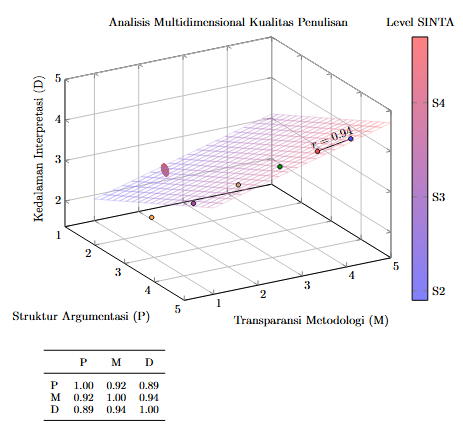 Analisis Multidimensional Kualitas Penulisan
Level SINTA
5
4
3
2
Kedalaman Interpretasi (D)
r = 0.94
S4
S3
S2
1
2
3
4
5
1
2
3
4
5
Struktur Argumentasi (P)
Transparansi Metodologi (M)
P M D
P 1.00 0.92 0.89
M 0.92 1.00 0.94
D 0.89 0.94 1.00